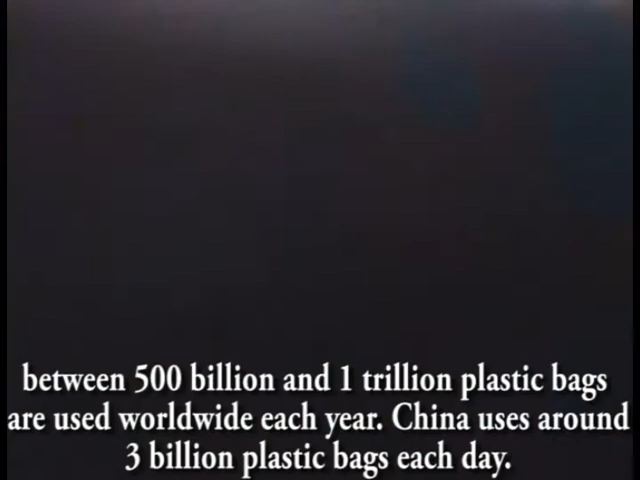 between 500 billion and 1 trillion plastic bags
are used worldwide each year. China uses around
3 billion plastic bags each day.